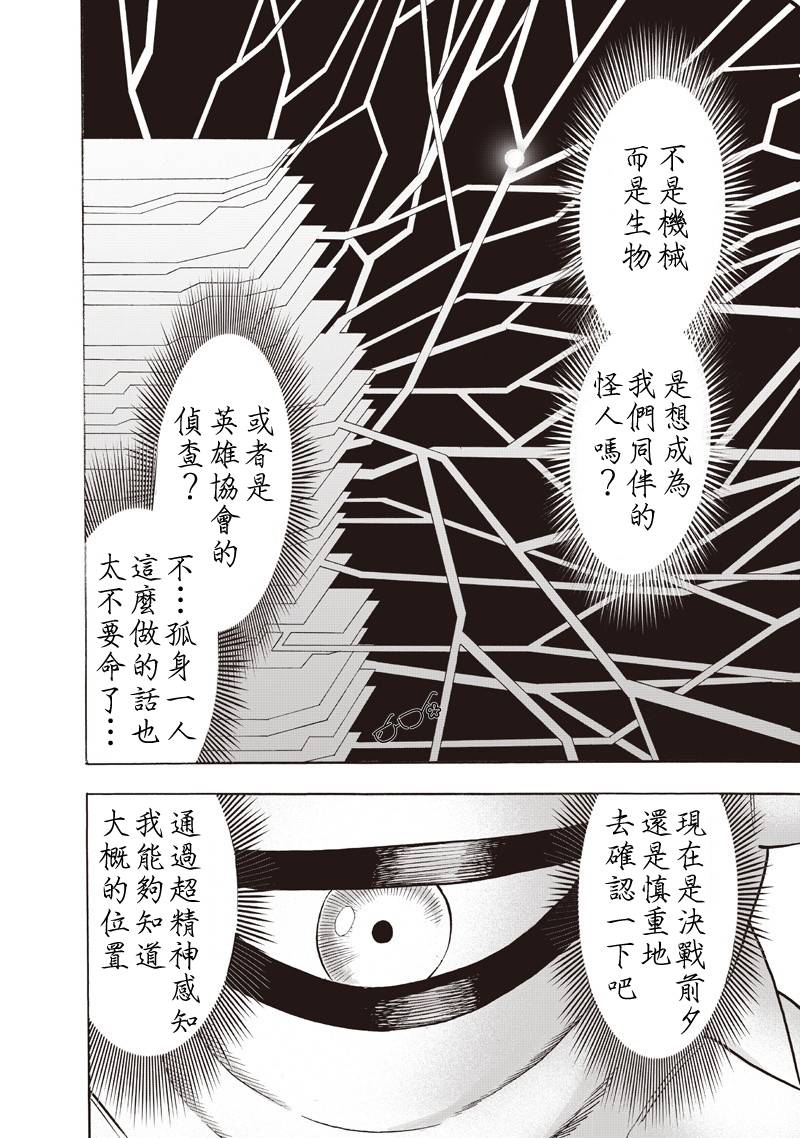 不是機械
而是生物
是想成為
我們同伴的
怪人嗎？
或者是
英雄協會的
偵查？
不…孤身一人
這麼做的話也
太不要命了…
現在是決戰前夕
還是慎重地
去確認一下吧
通過超精神感知
我能夠知道
大概的位置